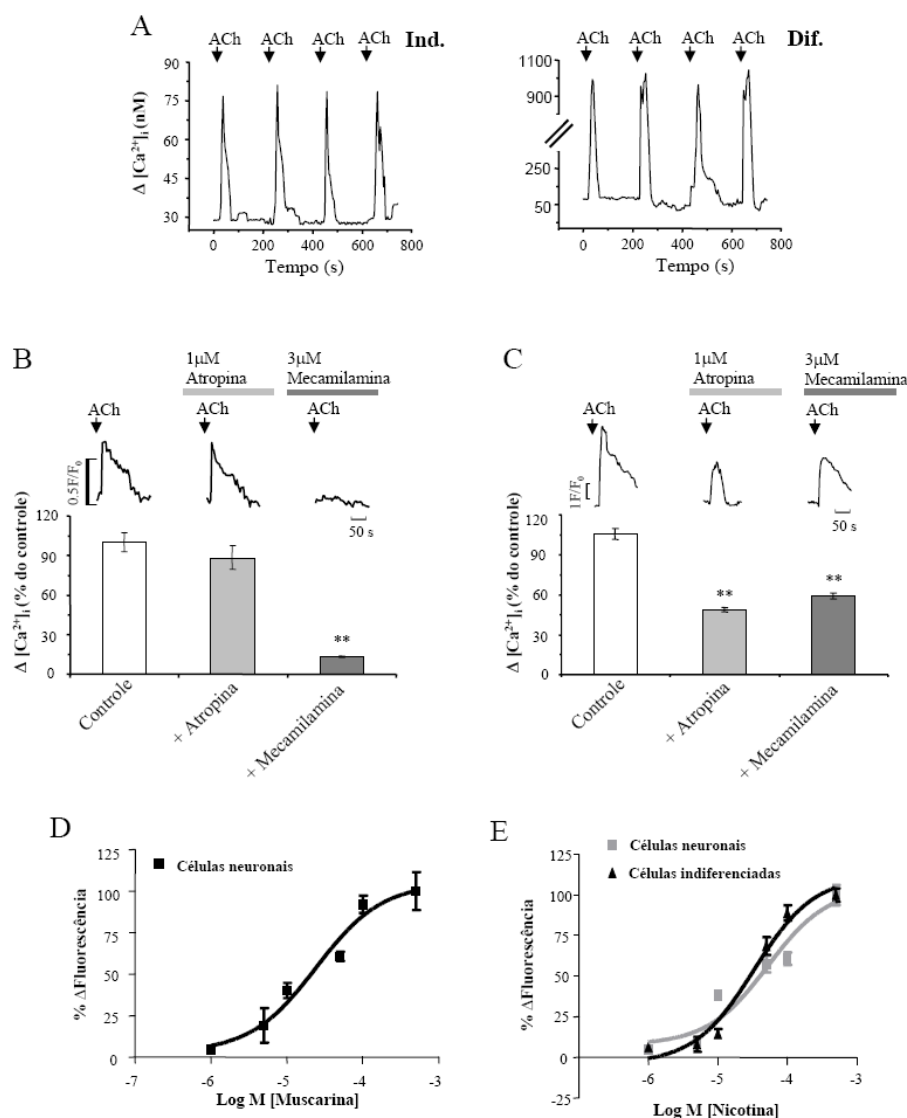 A
ACh ACh ACh ACh Ind.
90
75
60
45
30
Δ [Ca²⁺]ᵢ (nM)
0 200 400 600 800
Tempo (s)
ACh ACh ACh ACh Dif.
1100
900
250
50
0 200 400 600 800
Tempo (s)
B
1μM
Atropina
3μM
Mecamilamina
ACh ACh ACh
0.5F/F₀
50 s
120
90
60
30
0
Δ [Ca²⁺]ᵢ (% do controle)
**
Controle
+ Atropina
+ Mecamilamina
C
1μM
Atropina
3μM
Mecamilamina
ACh ACh ACh
1F/F₀
50 s
120
90
60
30
0
Δ [Ca²⁺]ᵢ (% do controle)
** **
Controle
+ Atropina
+ Mecamilamina
D
Células neuronais
125
100
75
50
25
0
% ΔFluorescência
-7 -6 -5 -4 -3
Log M [Muscarina]
E
Células neuronais
Células indiferenciadas
125
100
75
50
25
0
-25
% ΔFluorescência
-6 -5 -4 -3
Log M [Nicotina]